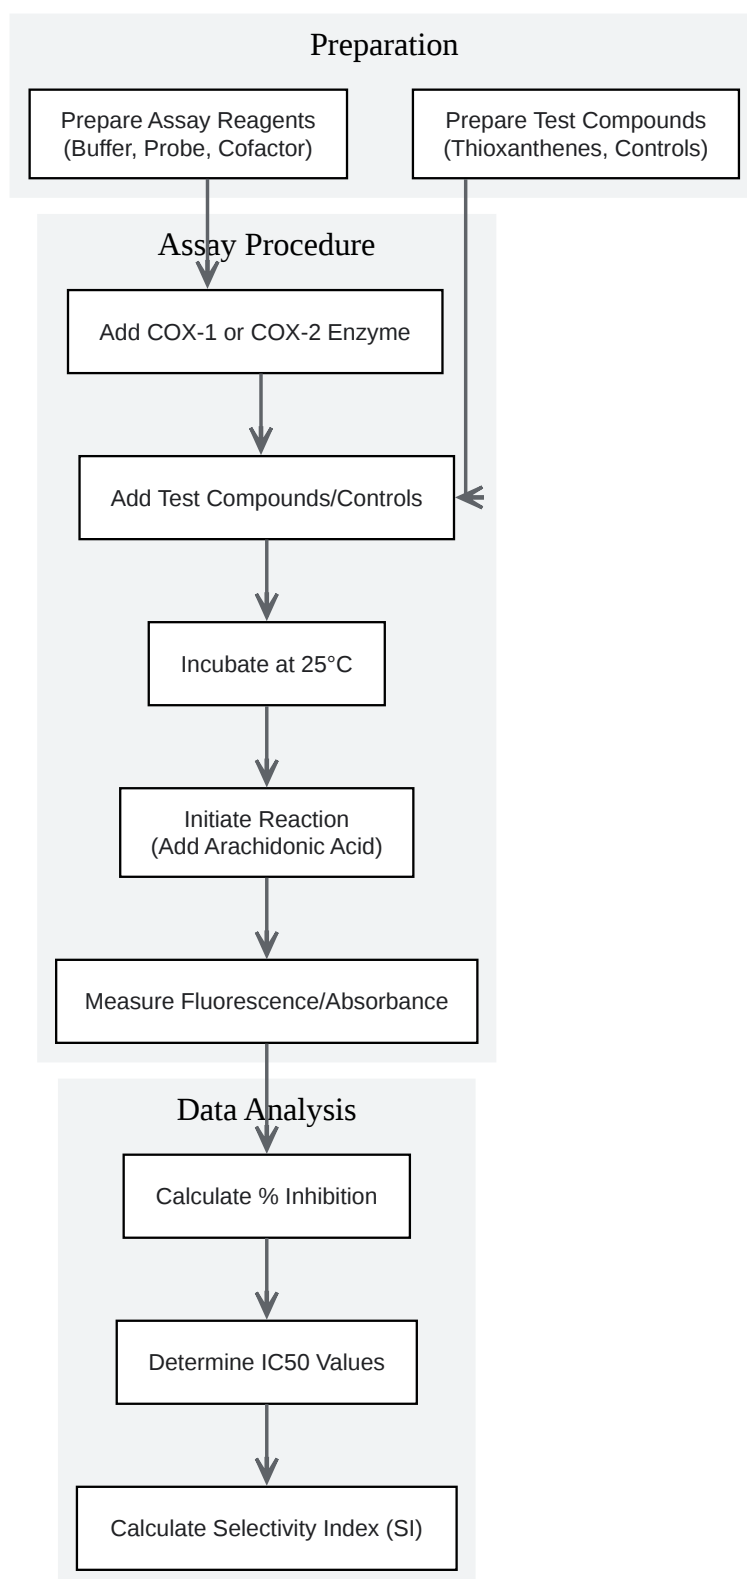 Preparation
Prepare Assay Reagents
(Buffer, Probe, Cofactor)
Prepare Test Compounds
(Thioxanthenes, Controls)
Assay Procedure
Add COX-1 or COX-2 Enzyme
Add Test Compounds/Controls
Incubate at 25°C
Initiate Reaction
(Add Arachidonic Acid)
Measure Fluorescence/Absorbance
Data Analysis
Calculate % Inhibition
Determine IC50 Values
Calculate Selectivity Index (SI)